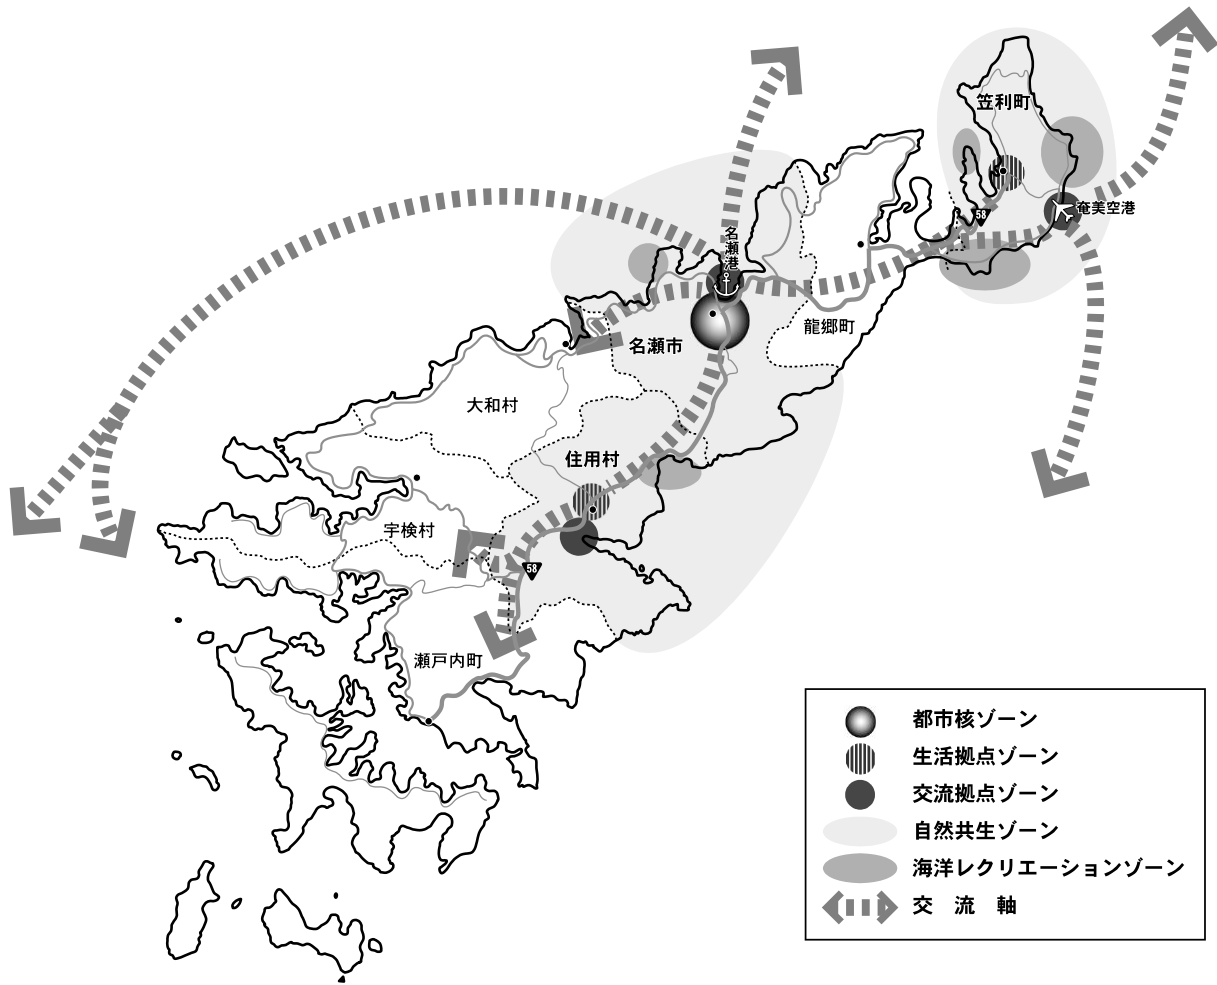 笠利町
58
奄美空港
名瀬港
龍郷町
名瀬市
大和村
住用村
宇検村
58
瀬戸内町
都市核ゾーン
生活拠点ゾーン
交流拠点ゾーン
自然共生ゾーン
海洋レクリエーションゾーン
交 流 軸